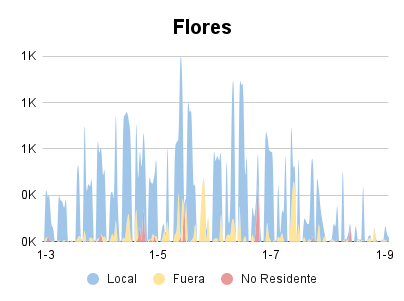 Flores
1K
1K
1K
0K
0K
1-3
1-5
1-7
1-9
Local
Fuera
No Residente